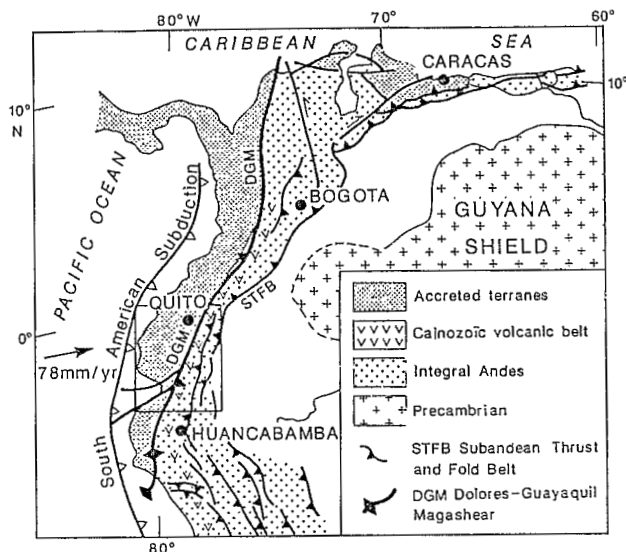 80°W
70°
60°
CARIBBEAN SEA
CARACAS
10°
N
10°
DGM
PACIFIC OCEAN
BOGOTA
GUYANA
SHIELD
Subduction
American
South
STFB
QUITO
DGM
0°
78mm/yr
HUANCABAMBA
80°
Accreted terranes
Cainozoïc volcanic belt
Integral Andes
Precambrian
STFB Subandean Thrust
and Fold Belt
DGM Dolores-Guayaquil
Magashear